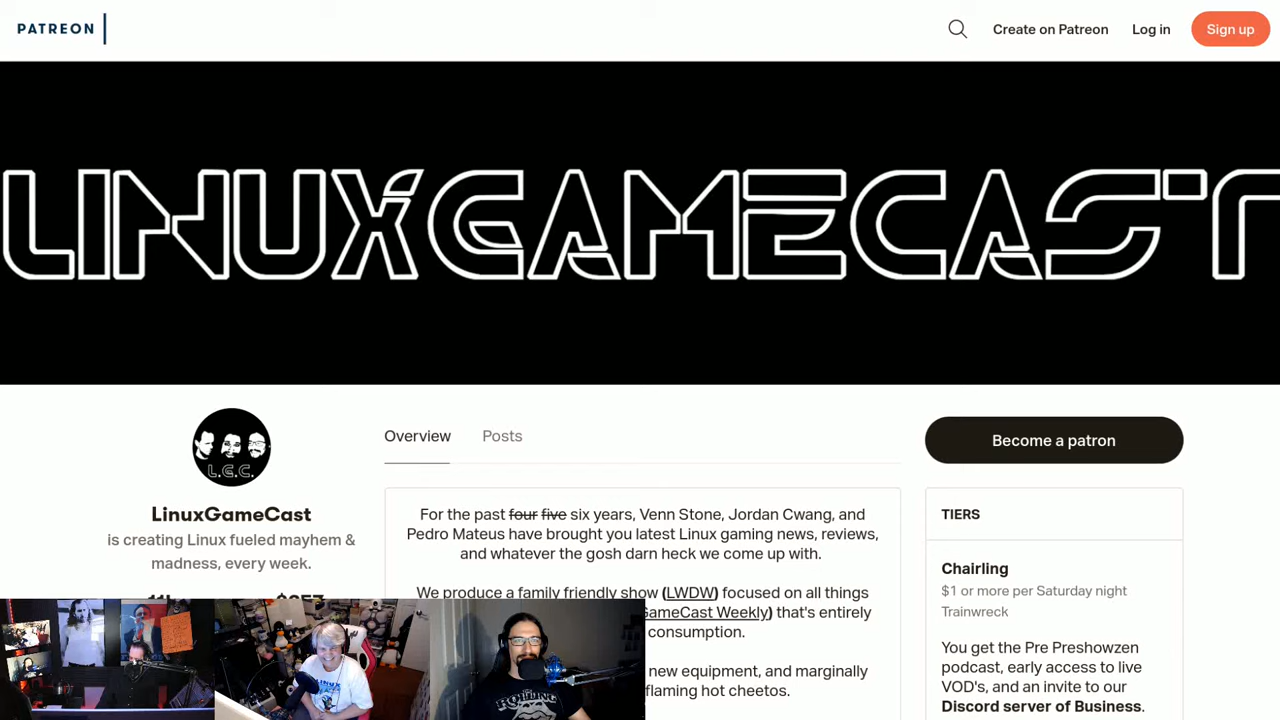 PATREON
Create on Patreon
Log in
Sign up
LINUXGAMECAST
L.G.C.
LinuxGameCast
is creating Linux fueled mayhem &
madness, every week.
Overview
Posts
For the past four five six years, Venn Stone, Jordan Cwang, and
Pedro Mateus have brought you latest Linux gaming news, reviews,
and whatever the gosh darn heck we come up with.
We produce a family friendly show (LWDW) focused on all things
GameCast Weekly) that's entirely
consumption.
new equipment, and marginally
flaming hot cheetos.
Become a patron
TIERS
Chairling
$1 or more per Saturday night
Trainwreck
You get the Pre Preshowzen
podcast, early access to live
VOD's, and an invite to our
Discord server of Business.